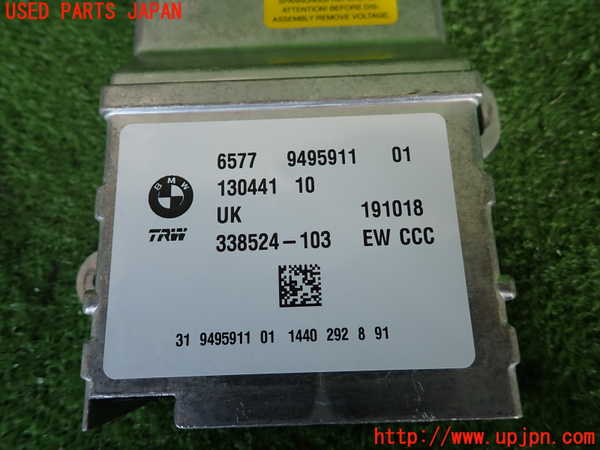 USED PARTS JAPAN
ATTENTION! BEFORE DIS-
ASSEMBLY REMOVE VOLTAGE.
6577 9495911 01
BMW
130441 10
UK 191018
TRW
338524-103 EW CCC
31 9495911 01 1440 292 8 91
http://www.upjpn.com/